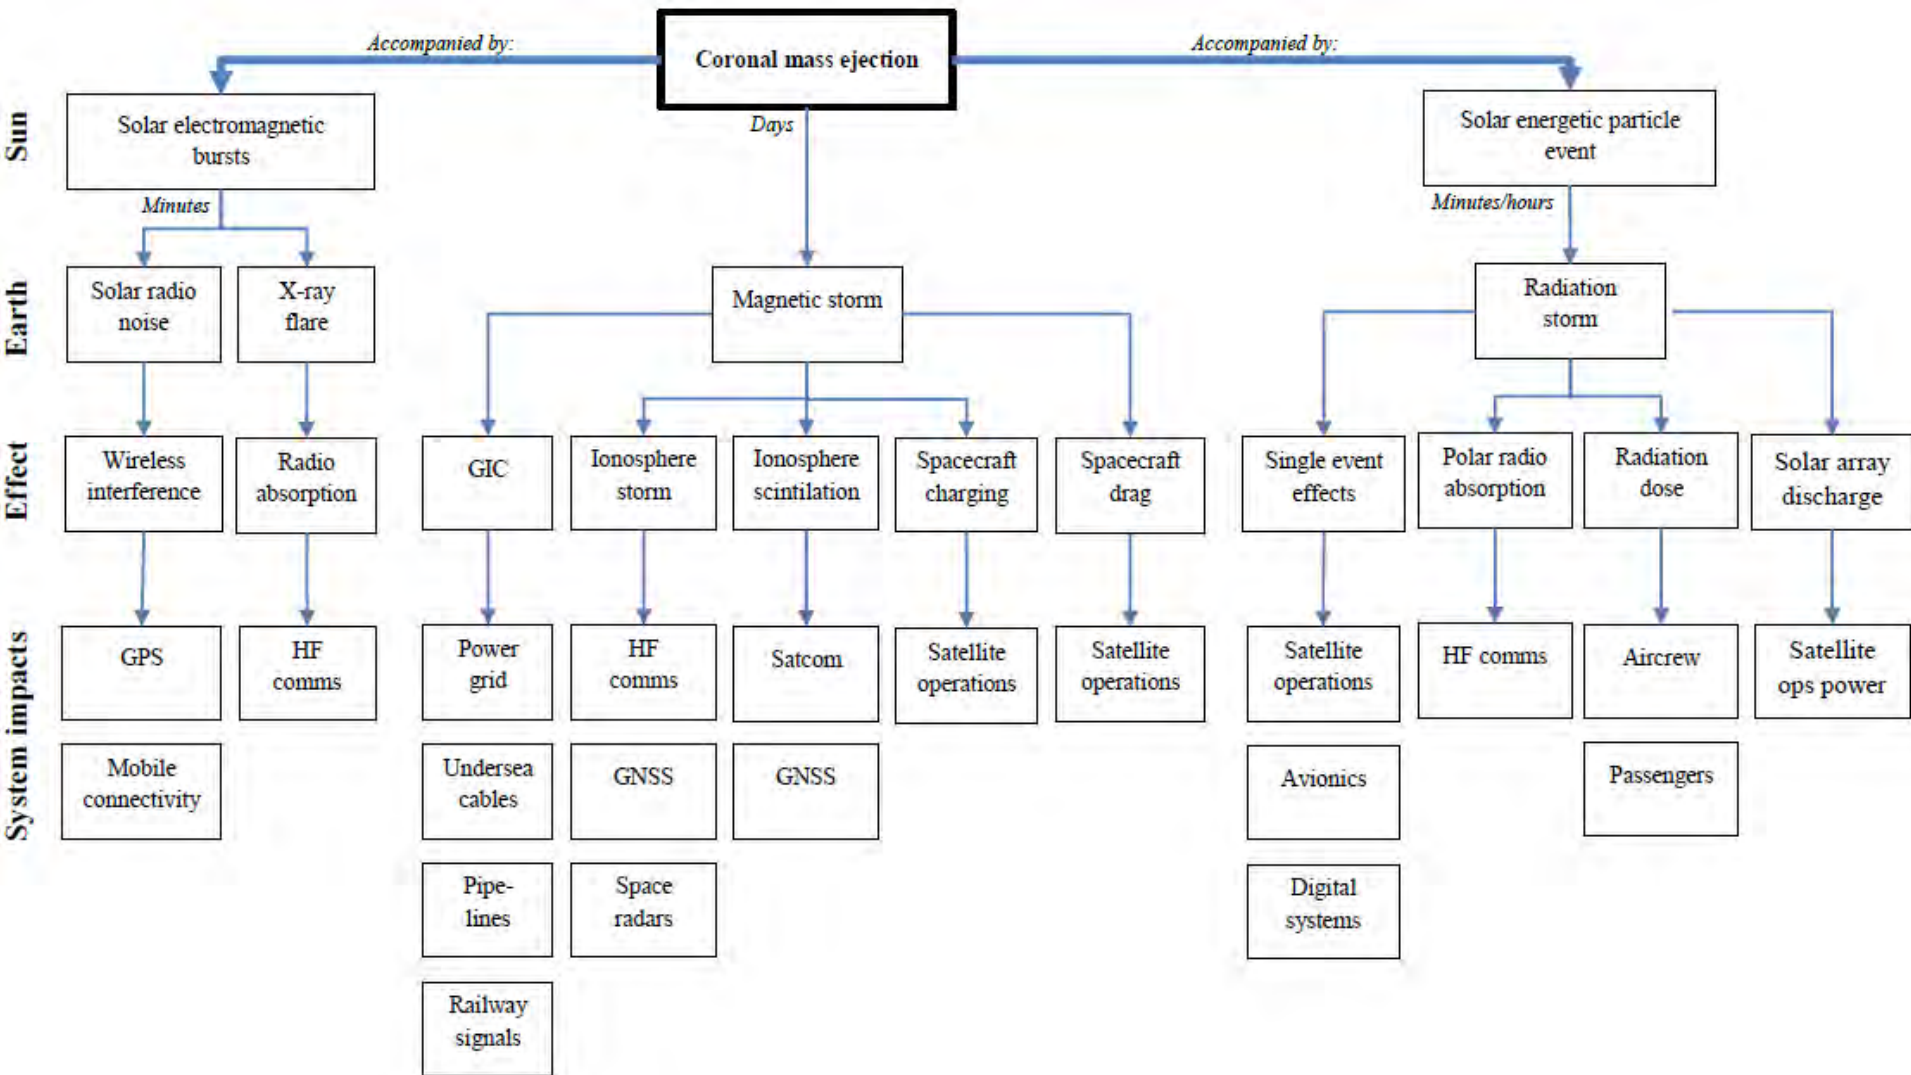 Accompanied by:
Coronal mass ejection
Accompanied by:
Sun
Solar electromagnetic
bursts
Days
Solar energetic particle
event
Minutes
Minutes/hours
Earth
Solar radio
noise
X-ray
flare
Magnetic storm
Radiation
storm
Effect
Wireless
interference
Radio
absorption
GIC
Ionosphere
storm
Ionosphere
scintilation
Spacecraft
charging
Spacecraft
drag
Single event
effects
Polar radio
absorption
Radiation
dose
Solar array
discharge
System impacts
GPS
HF
comms
Power
grid
HF
comms
Satcom
Satellite
operations
Satellite
operations
Satellite
operations
HF comms
Aircrew
Satellite
ops power
Mobile
connectivity
Undersea
cables
GNSS
GNSS
Avionics
Passengers
Pipe-
lines
Space
radars
Digital
systems
Railway
signals